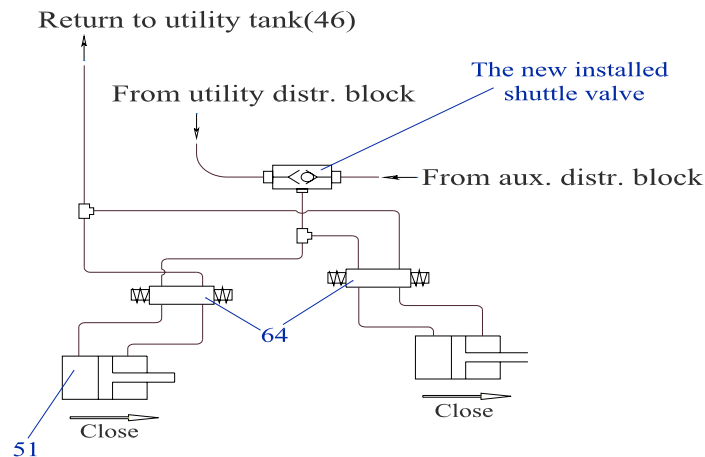 Return to utility tank(46)
The new installed
shuttle valve
From utility distr. block
From aux. distr. block
64
Close
Close
51